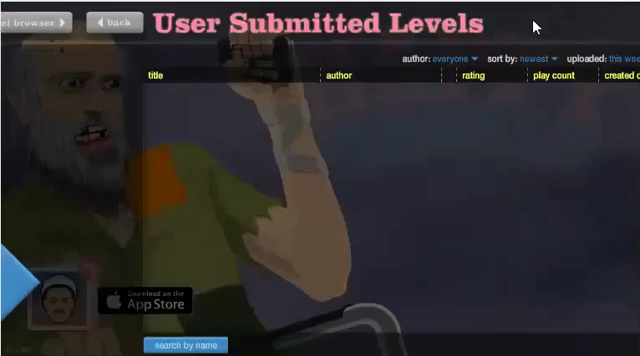 el browser
back
User Submitted Levels
author: everyone sort by: newest uploaded: this wee
title author rating play count created
Download on the
App Store
search by name